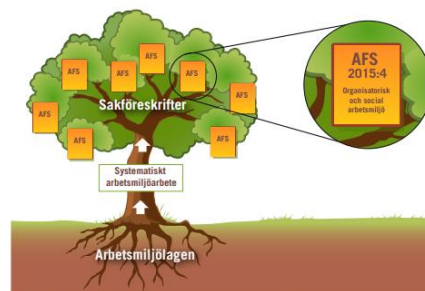 AFS
AFS
AFS
AFS
AFS
AFS
AFS
AFS
AFS
Sakföreskrifter
Systematiskt
arbetsmiljöarbete
Arbetsmiljölagen
AFS
2015:4
Organisatorisk
och social
arbetsmiljö